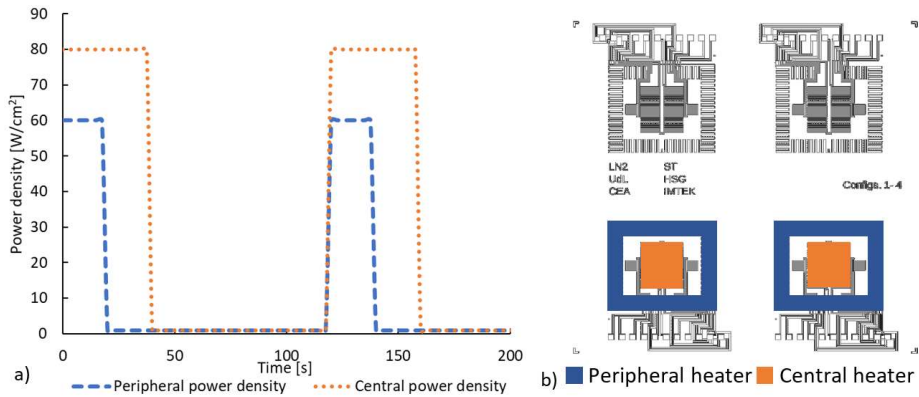 90
80
70
60
50
40
30
20
10
0
Power density [W/cm²]
0
50
100
150
200
Time [s]
a)
Peripheral power density
Central power density
LN2 ST
UdL HSG
CEA IMTEK
Configs. 1-4
b)
Peripheral heater
Central heater